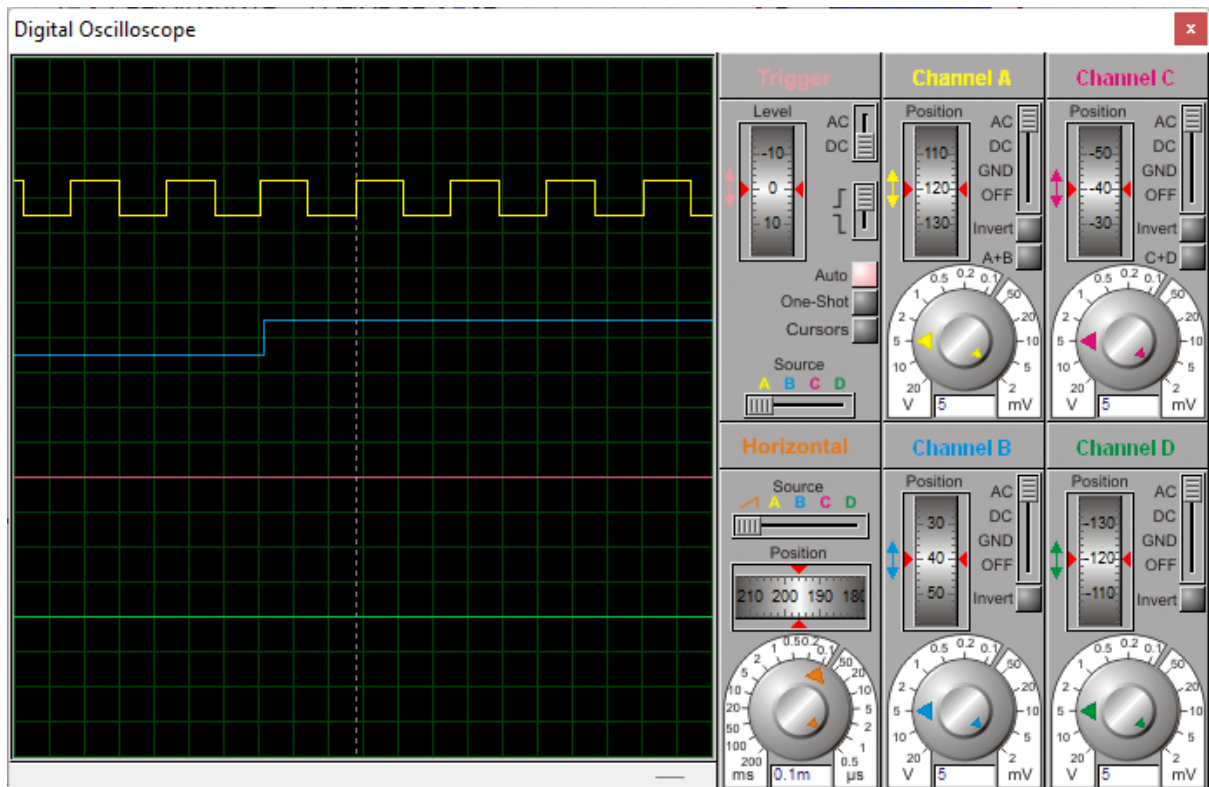 Digital Oscilloscope
x
Trigger
Level
AC
DC
-10
0
10
Auto
One-Shot
Cursors
Source
A B C D
Channel A
Position
AC
DC
GND
OFF
110
120
130
Invert
A+B
20 10 5 2 1 0.5 0.2 0.1 50 20 10 5 2
V
5
mV
Channel C
Position
AC
DC
GND
OFF
-50
-40
-30
Invert
C+D
20 10 5 2 1 0.5 0.2 0.1 50 20 10 5 2
V
5
mV
Horizontal
Source
A B C D
Position
210 200 190 180
200 100 50 20 10 5 2 1 0.5 0.2 0.1 50 20 10 5 2 1 0.5
ms
0.1m
µs
Channel B
Position
AC
DC
GND
OFF
30
40
50
Invert
20 10 5 2 1 0.5 0.2 0.1 50 20 10 5 2
V
5
mV
Channel D
Position
AC
DC
GND
OFF
-130
-120
-110
Invert
20 10 5 2 1 0.5 0.2 0.1 50 20 10 5 2
V
5
mV